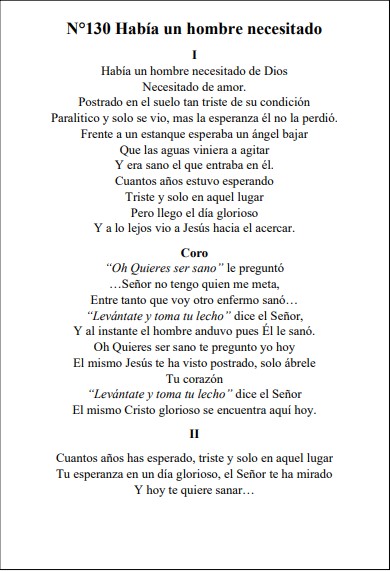 N°130 Había un hombre necesitado
I
Había un hombre necesitado de Dios
Necesitado de amor.
Postrado en el suelo tan triste de su condición
Paralitico y solo se vio, mas la esperanza él no la perdió.
Frente a un estanque esperaba un ángel bajar
Que las aguas viniera a agitar
Y era sano el que entraba en él.
Cuantos años estuvo esperando
Triste y solo en aquel lugar
Pero llego el día glorioso
Y a lo lejos vio a Jesús hacia el acercar.
Coro
“Oh Quieres ser sano” le preguntó
…Señor no tengo quien me meta,
Entre tanto que voy otro enfermo sanó…
“Levántate y toma tu lecho” dice el Señor,
Y al instante el hombre anduvo pues Él le sanó.
Oh Quieres ser sano te pregunto yo hoy
El mismo Jesús te ha visto postrado, solo ábrele
Tu corazón
“Levántate y toma tu lecho” dice el Señor
El mismo Cristo glorioso se encuentra aquí hoy.
II
Cuantos años has esperado, triste y solo en aquel lugar
Tu esperanza en un día glorioso, el Señor te ha mirado
Y hoy te quiere sanar…